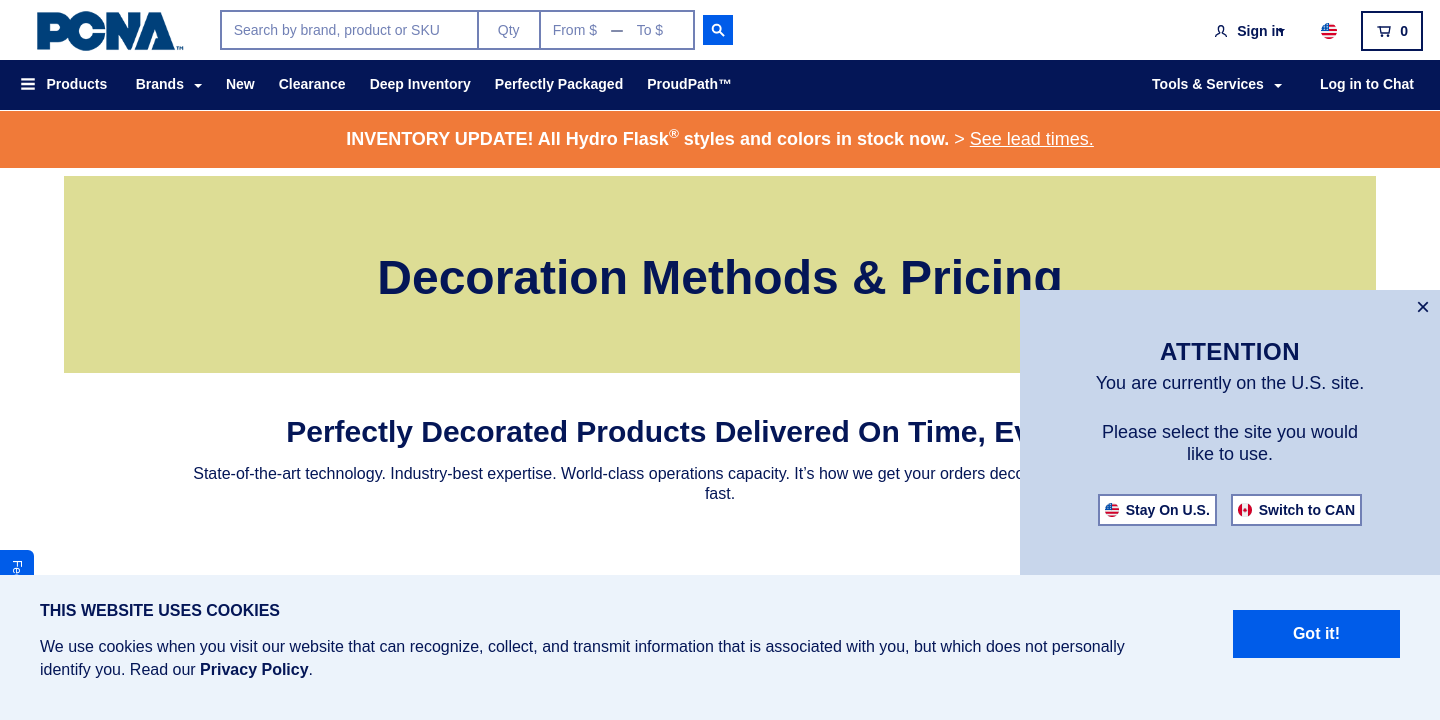 PCNA™
Search by brand, product or SKU
Qty
From $ — To $
Sign in
0
Products
Brands
New
Clearance
Deep Inventory
Perfectly Packaged
ProudPath™
Tools & Services
Log in to Chat
INVENTORY UPDATE! All Hydro Flask® styles and colors in stock now. > See lead times.
Decoration Methods & Pricing
Perfectly Decorated Products Delivered On Time,
State-of-the-art technology. Industry-best expertise. World-class operations capacity. It’s how we get your orders
fast.
×
ATTENTION
You are currently on the U.S. site.
Please select the site you would
like to use.
Stay On U.S.
Switch to CAN
THIS WEBSITE USES COOKIES
We use cookies when you visit our website that can recognize, collect, and transmit information that is associated with you, but which does not personally
identify you. Read our Privacy Policy.
Got it!